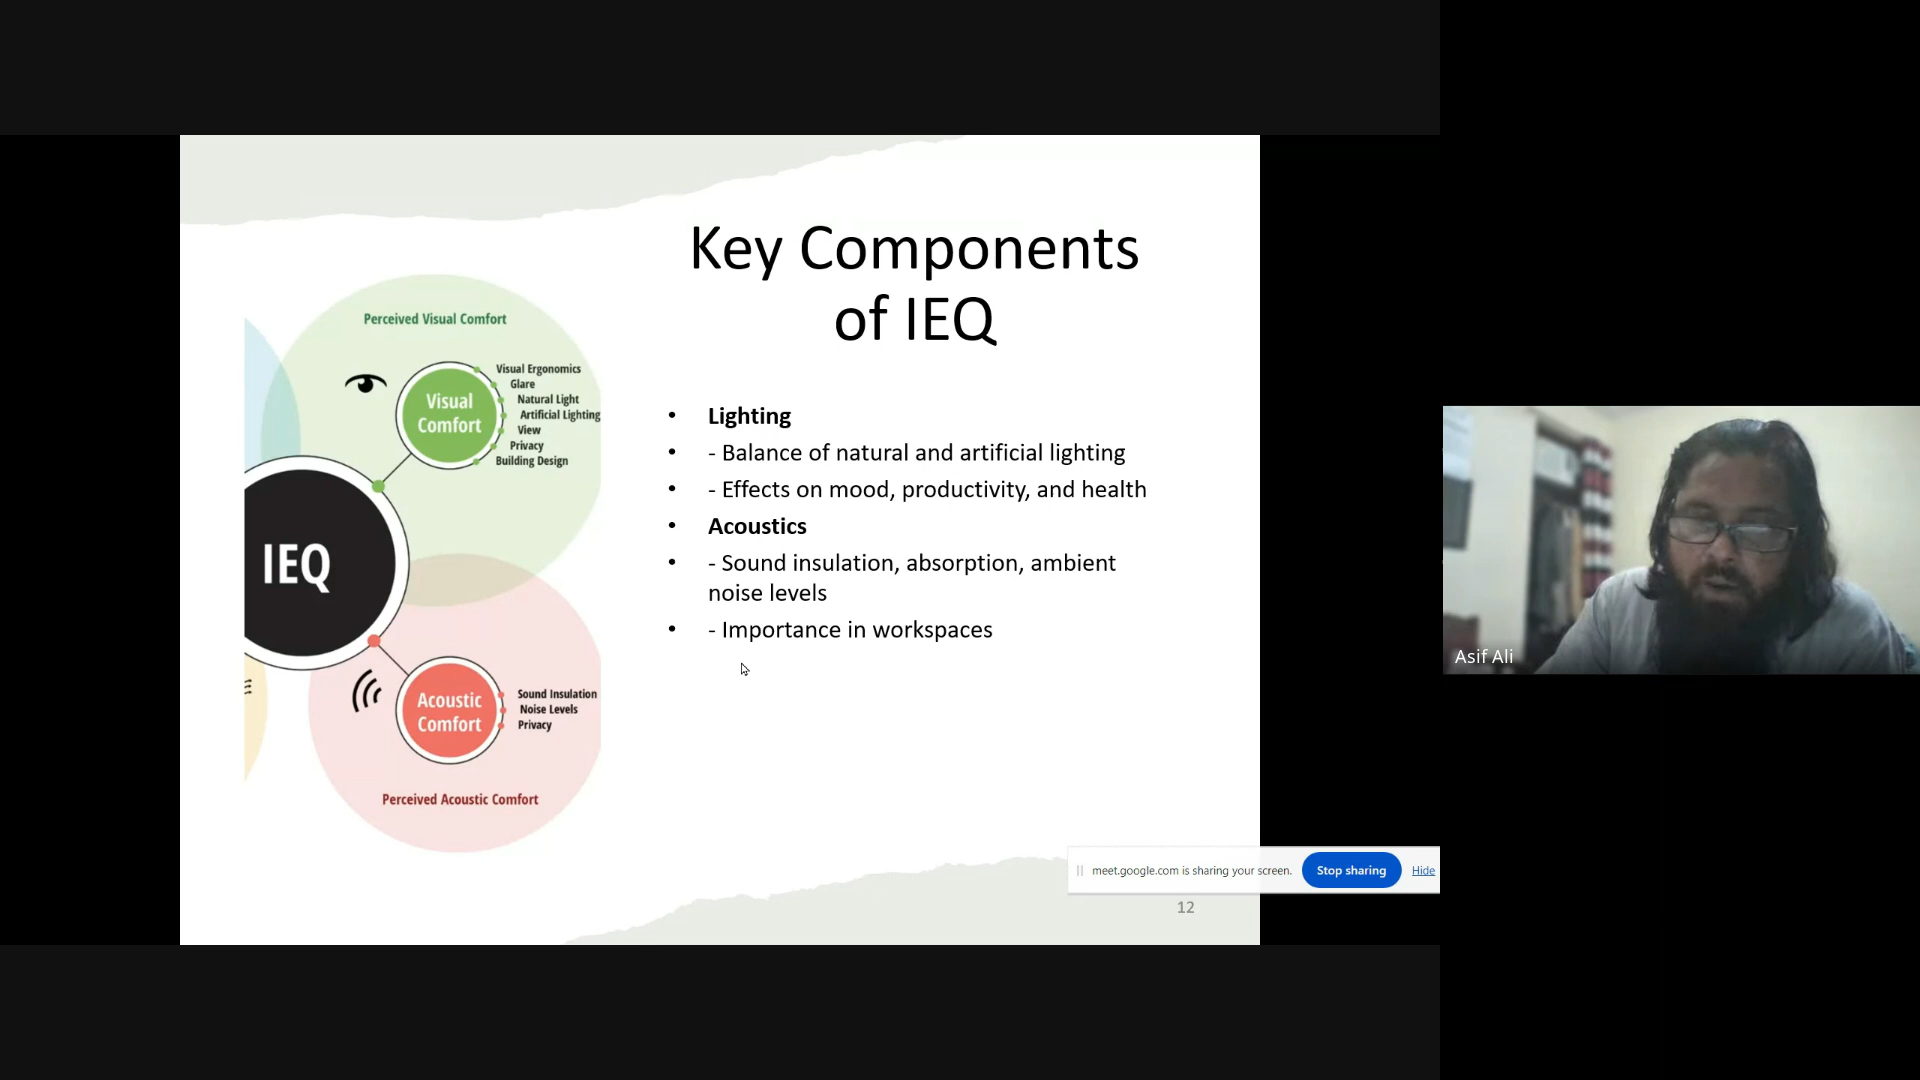 Key Components
of IEQ
Perceived Visual Comfort
Visual
Comfort
Visual Ergonomics
Glare
Natural Light
Artificial Lighting
View
Privacy
Building Design
IEQ
Acoustic
Comfort
Sound Insulation
Noise Levels
Privacy
Perceived Acoustic Comfort
• Lighting
• - Balance of natural and artificial lighting
• - Effects on mood, productivity, and health
• Acoustics
• - Sound insulation, absorption, ambient
noise levels
• - Importance in workspaces
meet.google.com is sharing your screen. Stop sharing Hide
12
Asif Ali